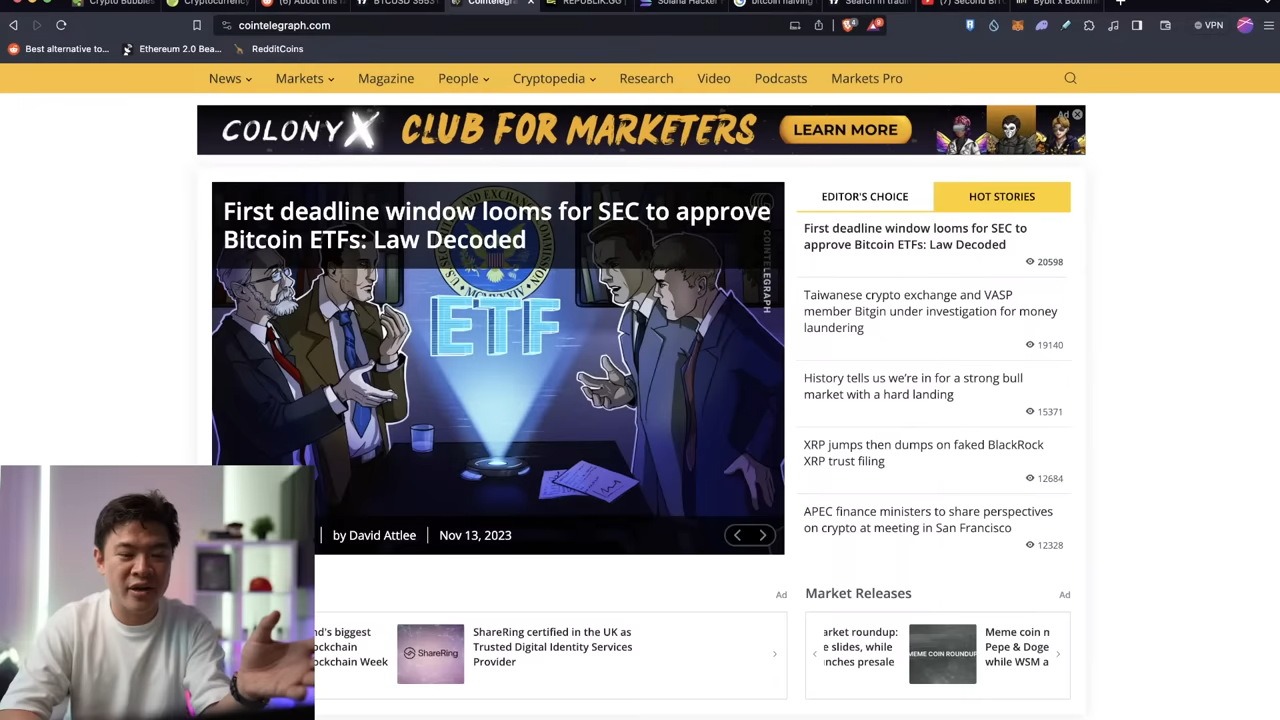 Crypto Bubbles
Cryptocurrency
(6) About this
BTCUSD
Cointelegra
REPUBLIK.GG
Solana Hacker
bitcoin halving
Search in
(7) Second
Bybit x
cointelegraph.com
VPN
Best alternative to...
Ethereum 2.0 Bea...
RedditCoins
News
Markets
Magazine
People
Cryptopedia
Research
Video
Podcasts
Markets Pro
COLONYX
CLUB FOR MARKETERS
LEARN MORE
Ad
First deadline window looms for SEC to approve
Bitcoin ETFs: Law Decoded
ETF
COINTELEGRAPH
by David Attlee
Nov 13, 2023
EDITOR'S CHOICE
HOT STORIES
First deadline window looms for SEC to
approve Bitcoin ETFs: Law Decoded
20598
Taiwanese crypto exchange and VASP
member Bitgin under investigation for money
laundering
19140
History tells us we're in for a strong bull
market with a hard landing
15371
XRP jumps then dumps on faked BlackRock
XRP trust filing
12684
APEC finance ministers to share perspectives
on crypto at meeting in San Francisco
12328
Ad
nd's biggest
ockchain
ockchain Week
ShareRing
ShareRing certified in the UK as
Trusted Digital Identity Services
Provider
Market Releases
Ad
arket roundup:
e slides, while
nches presale
MEME COIN ROUNDUP
Meme coin n
Pepe & Doge
while WSM a